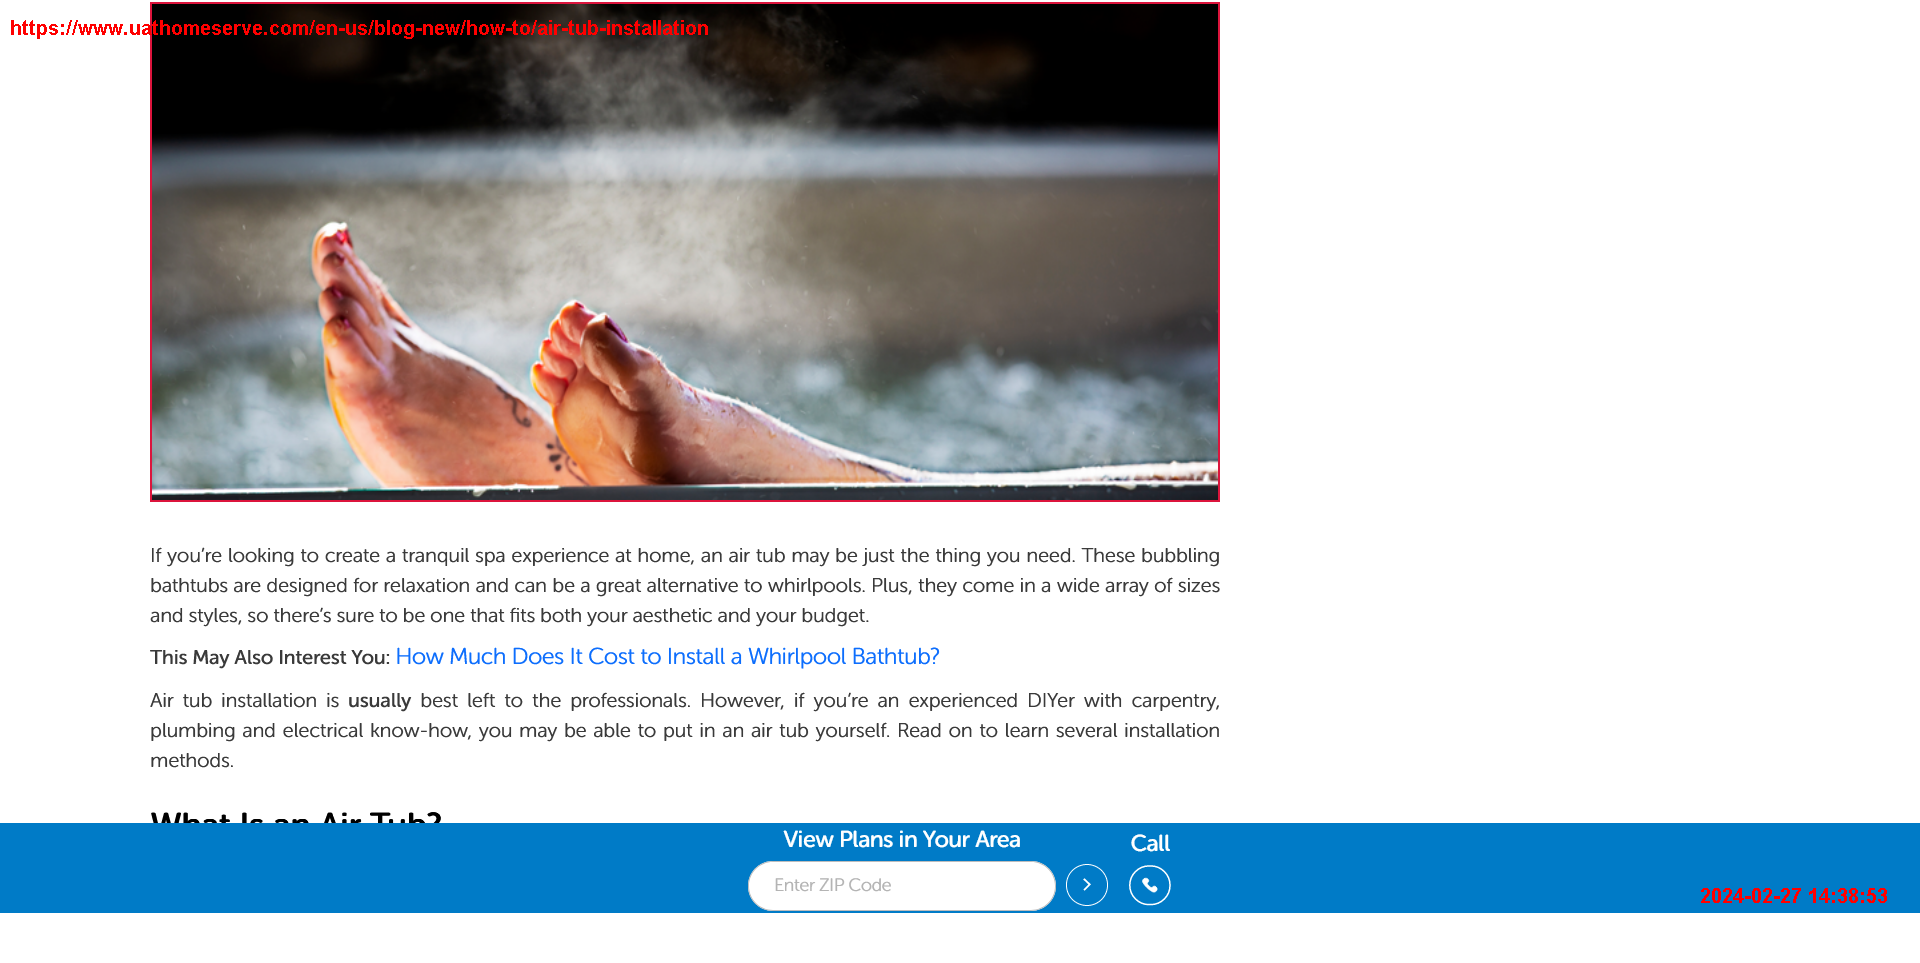 https://www.uathomeserve.com/en-us/blog-new/how-to/air-tub-installation
If you’re looking to create a tranquil spa experience at home, an air tub may be just the thing you need. These bubbling
bathtubs are designed for relaxation and can be a great alternative to whirlpools. Plus, they come in a wide array of sizes
and styles, so there’s sure to be one that fits both your aesthetic and your budget.
This May Also Interest You: How Much Does It Cost to Install a Whirlpool Bathtub?
Air tub installation is usually best left to the professionals. However, if you’re an experienced DIYer with carpentry,
plumbing and electrical know-how, you may be able to put in an air tub yourself. Read on to learn several installation
methods.
What Is an Air Tub?
View Plans in Your Area
Call
Enter ZIP Code
2024-02-27 14:38:53